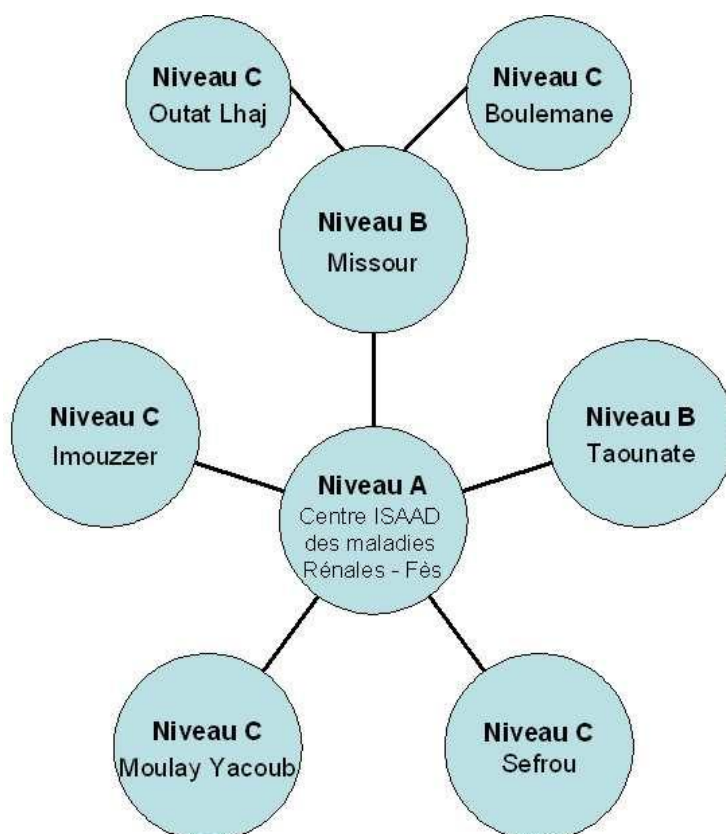 Niveau C
Outat Lhaj
Niveau C
Boulemane
Niveau B
Missour
Niveau C
Imouzzer
Niveau B
Taounate
Niveau A
Centre ISAAD
des maladies
Rénales - Fès
Niveau C
Moulay Yacoub
Niveau C
Sefrou